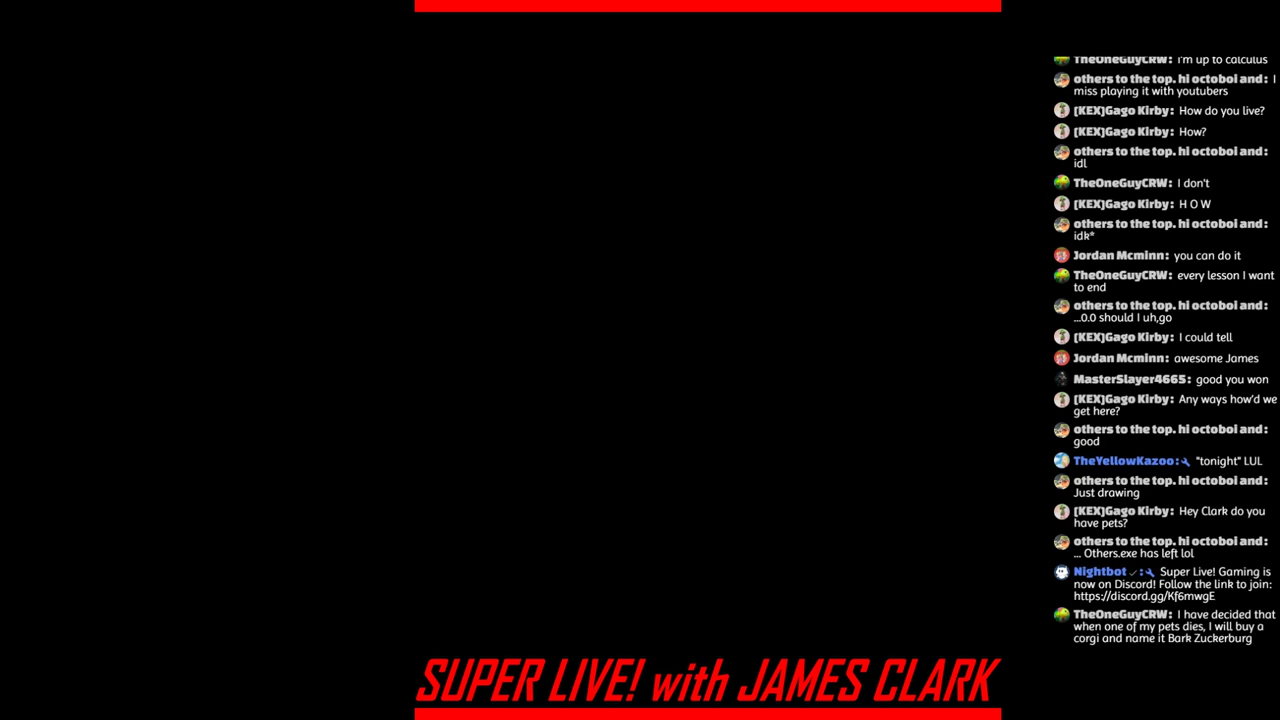 TheOneGuyCRW: I'm up to calculus
others to the top. hi octoboi and: I
miss playing it with youtubers
[KEX]Gago Kirby: How do you live?
[KEX]Gago Kirby: How?
others to the top. hi octoboi and:
idl
TheOneGuyCRW: I don't
[KEX]Gago Kirby: H O W
others to the top. hi octoboi and:
idk*
Jordan Mcminn: you can do it
TheOneGuyCRW: every lesson I want
to end
others to the top. hi octoboi and:
...0.0 should I uh,go
[KEX]Gago Kirby: I could tell
Jordan Mcminn: awesome James
MasterSlayer4665: good you won
[KEX]Gago Kirby: Any ways how'd we
get here?
others to the top. hi octoboi and:
good
TheYellowKazoo: "tonight" LUL
others to the top. hi octoboi and:
Just drawing
[KEX]Gago Kirby: Hey Clark do you
have pets?
others to the top. hi octoboi and:
... Others.exe has left lol
Nightbot ✓: Super Live! Gaming is
now on Discord! Follow the link to join:
https://discord.gg/Kf6mwgE
TheOneGuyCRW: I have decided that
when one of my pets dies, I will buy a
corgi and name it Bark Zuckerburg
SUPER LIVE! with JAMES CLARK